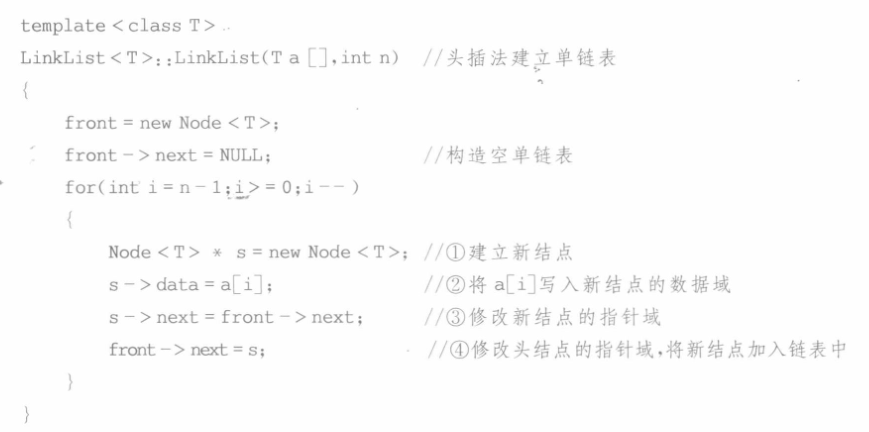 template <class T>
LinkList<T>::LinkList(T a[],int n) //头插法建立单链表
{
    front = new Node <T>;
    front -> next = NULL; //构造空单链表
    for(int i = n - 1;i >= 0;i -- )
    {
        Node <T> * s = new Node <T>; //①建立新结点
        s -> data = a[i]; //②将 a[i]写入新结点的数据域
        s -> next = front -> next; //③修改新结点的指针域
        front -> next = s; //④修改头结点的指针域,将新结点加入链表中
    }
}